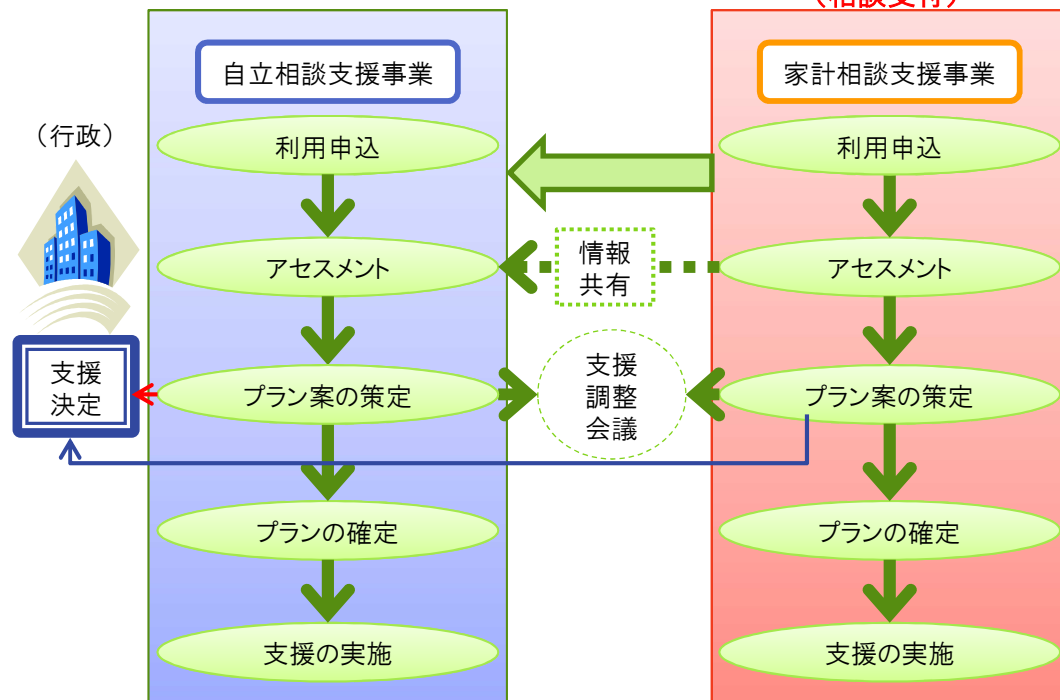 （相談受付）
自立相談支援事業
家計相談支援事業
（行政）
利用申込
利用申込
アセスメント
情報
共有
アセスメント
支援
決定
プラン案の策定
支援
調整
会議
プラン案の策定
プランの確定
プランの確定
支援の実施
支援の実施